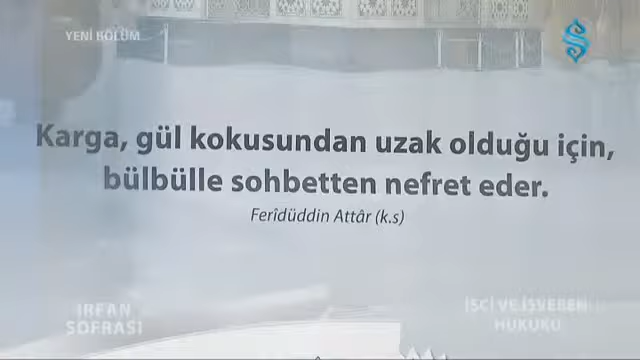 YENİ BÖLÜM
Karga, gül kokusundan uzak olduğu için,
bülbülle sohbetten nefret eder.
Ferîdüddin Attâr (k.s)
İRFAN
SOFRASI
İŞÇİ VE İŞVEREN
HUKUKU